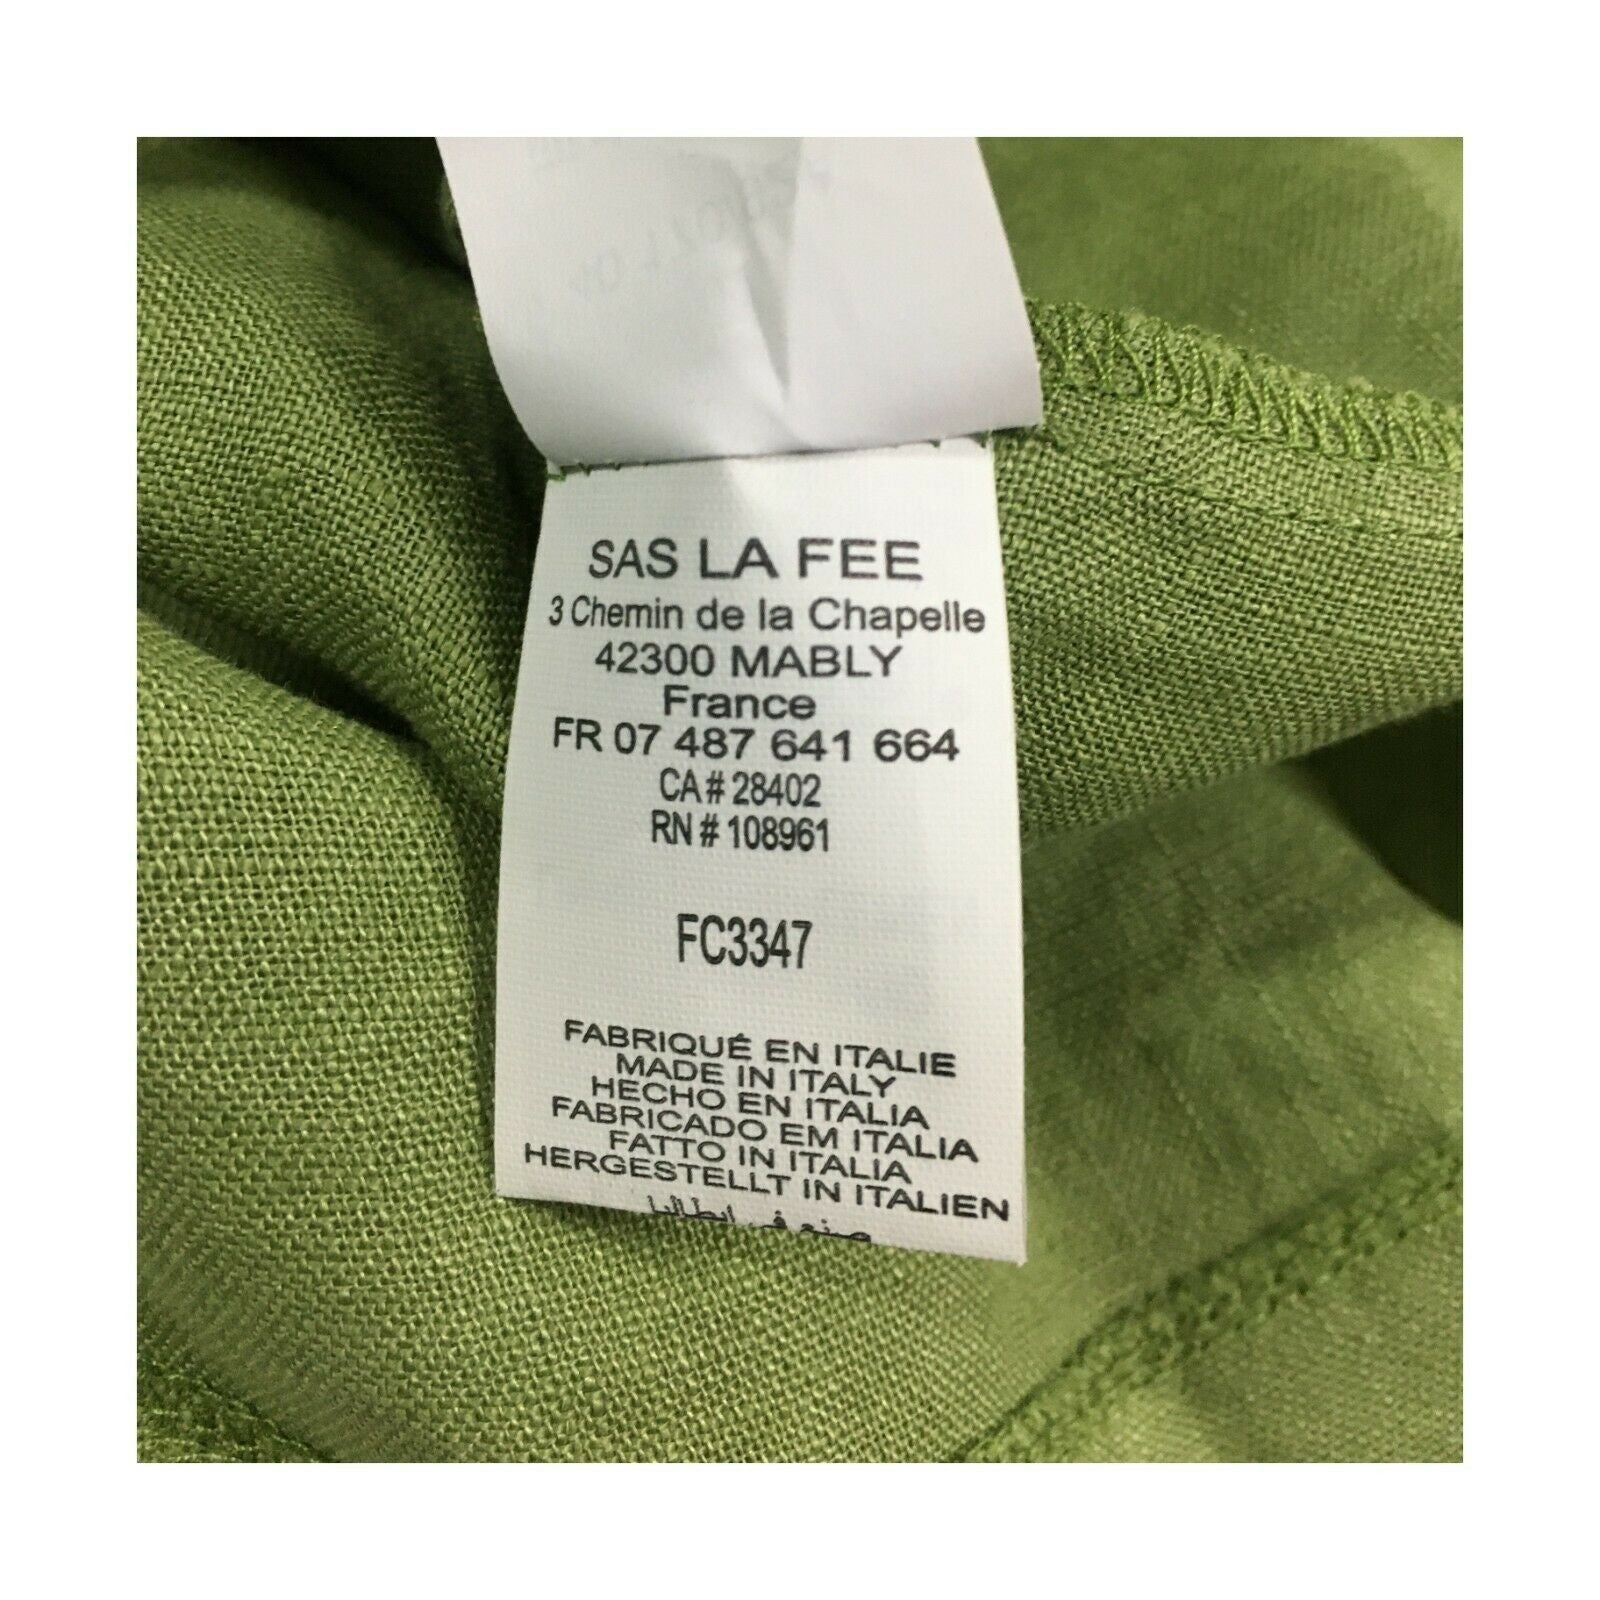 SAS LA FEE
3 Chemin de la Chapelle
42300 MABLY
France
FR 07 487 641 664
CA # 28402
RN # 108961
FC3347
FABRIQUÉ EN ITALIE
MADE IN ITALY
HECHO EN ITALIA
FABRICADO EM ITALIA
FATTO IN ITALIA
HERGESTELLT IN ITALIEN
صنع في إيطاليا